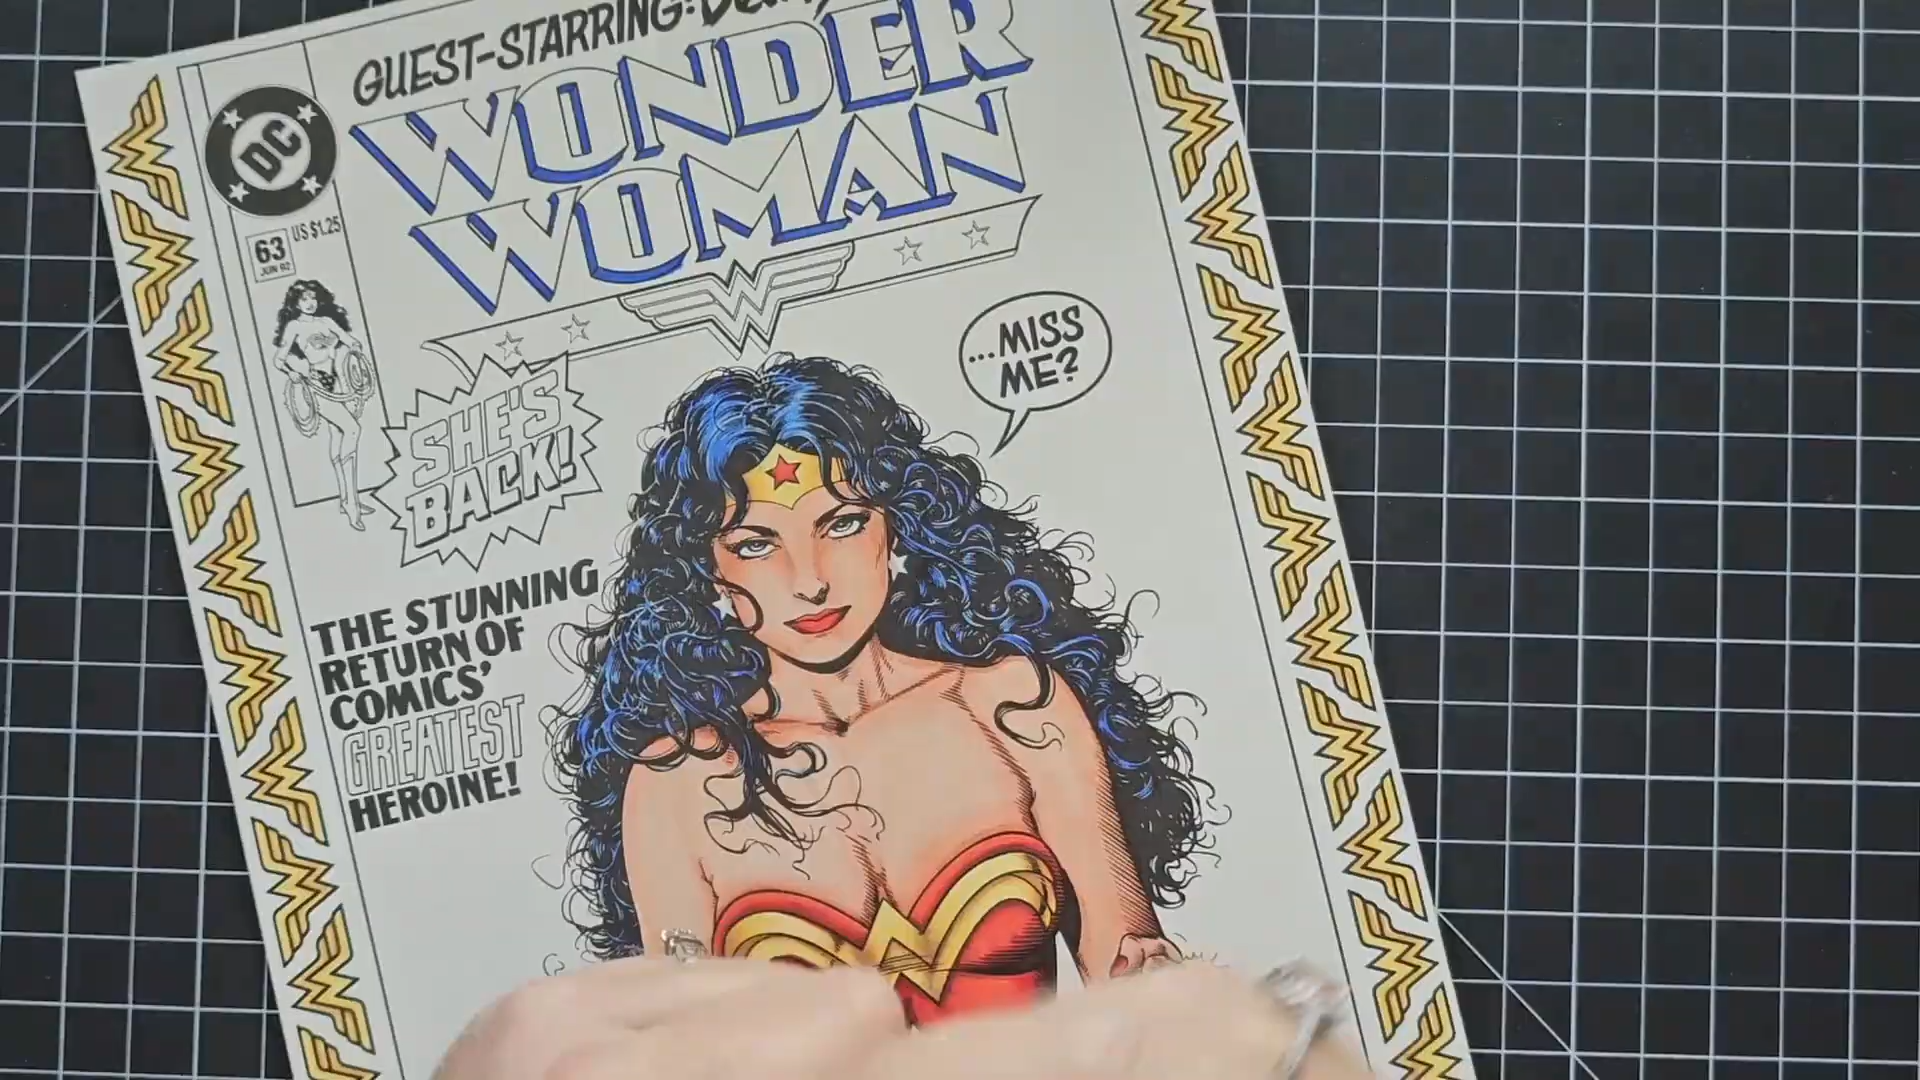 GUEST-STARRING:
WONDER
WOMAN
DC
63
US $1.25
JUN 92
...MISS
ME?
SHE'S
BACK!
THE STUNNING
RETURN OF
COMICS'
GREATEST
HEROINE!